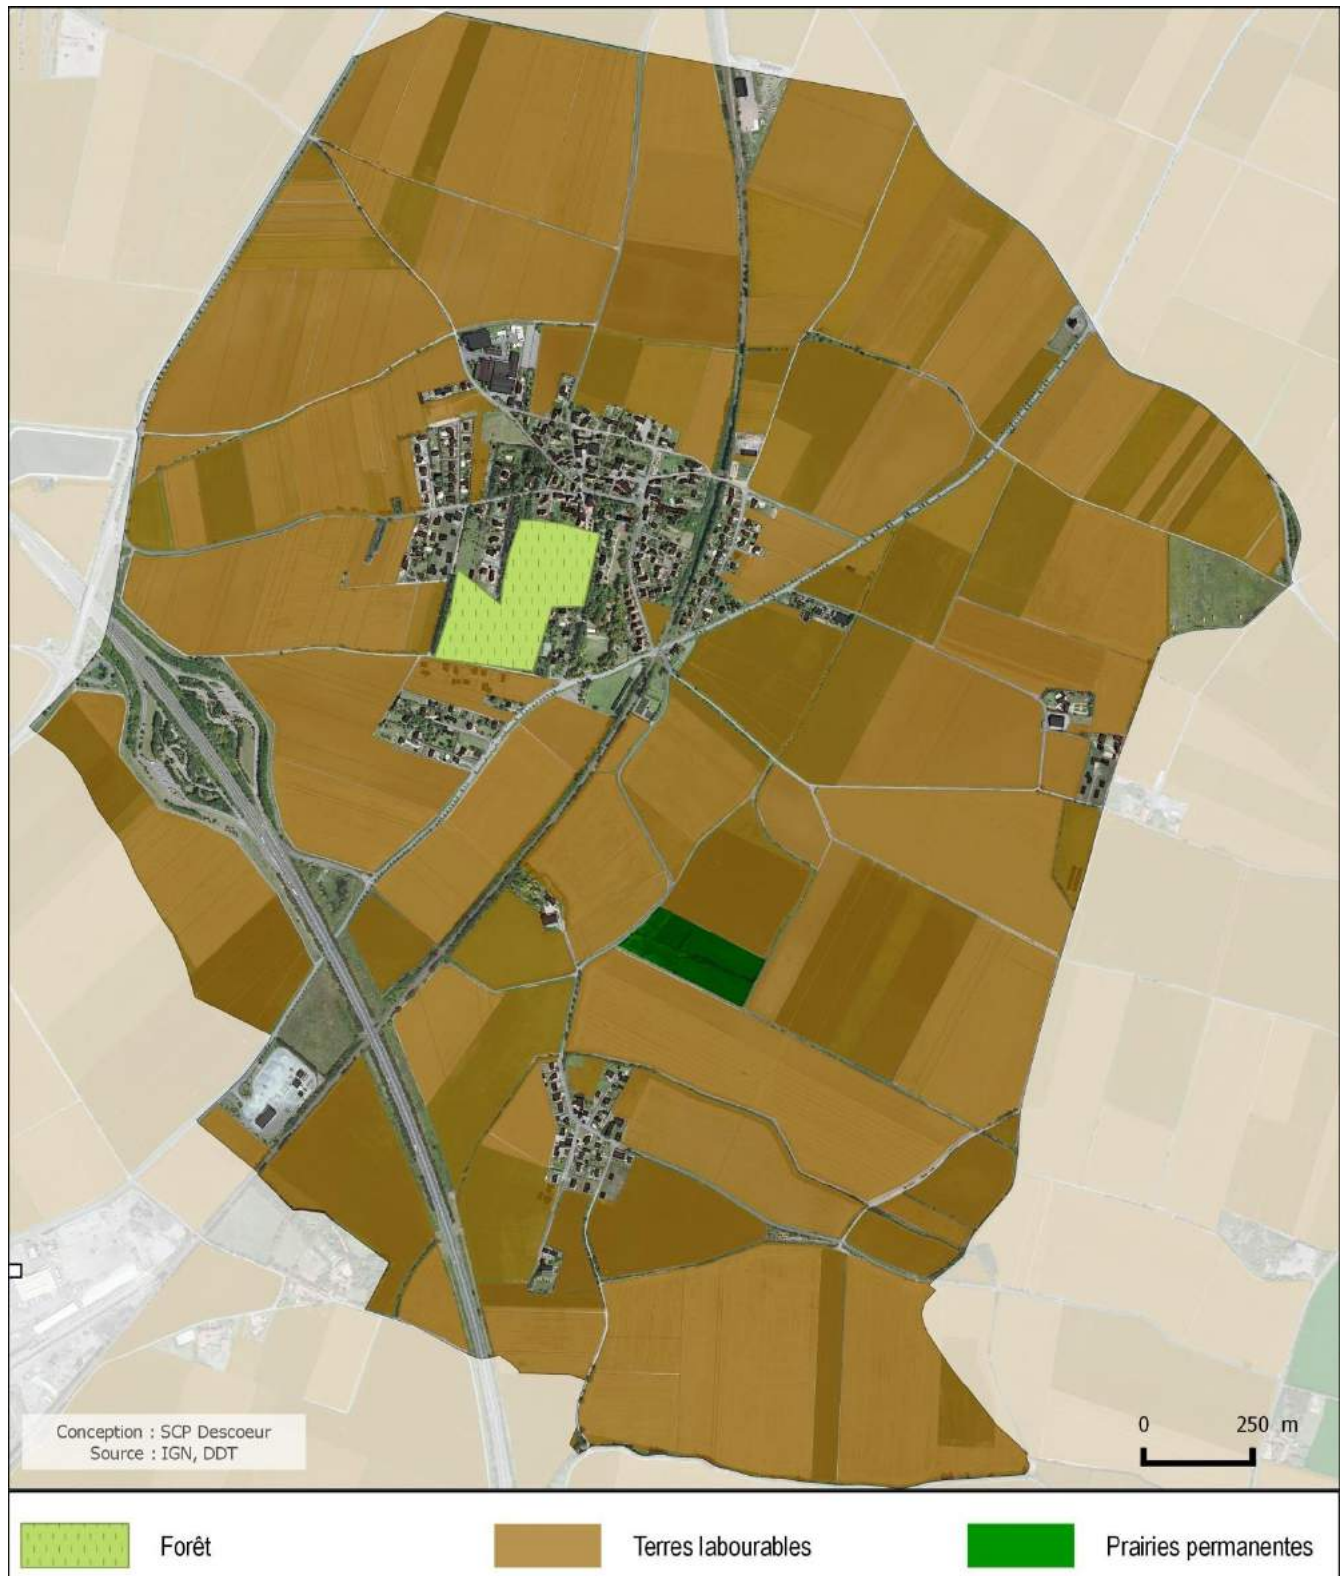 Conception : SCP Descoeur
Source : IGN, DDT
0 250 m
Forêt
Terres labourables
Prairies permanentes